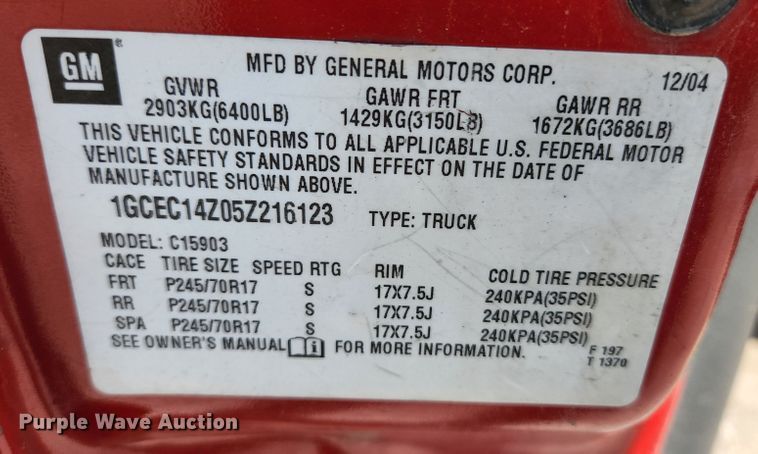 GM ®
MFD BY GENERAL MOTORS CORP. 12/04
GVWR GAWR FRT GAWR RR
2903KG(6400LB) 1429KG(3150LB) 1672KG(3686LB)
THIS VEHICLE CONFORMS TO ALL APPLICABLE U.S. FEDERAL MOTOR
VEHICLE SAFETY STANDARDS IN EFFECT ON THE DATE OF
MANUFACTURE SHOWN ABOVE.
1GCEC14Z05Z216123 TYPE: TRUCK
MODEL: C15903
CACE TIRE SIZE SPEED RTG RIM COLD TIRE PRESSURE
FRT P245/70R17 S 17X7.5J 240KPA(35PSI)
RR P245/70R17 S 17X7.5J 240KPA(35PSI)
SPA P245/70R17 S 17X7.5J 240KPA(35PSI)
SEE OWNER'S MANUAL i FOR MORE INFORMATION.
F 197
T 1370
Purple Wave Auction